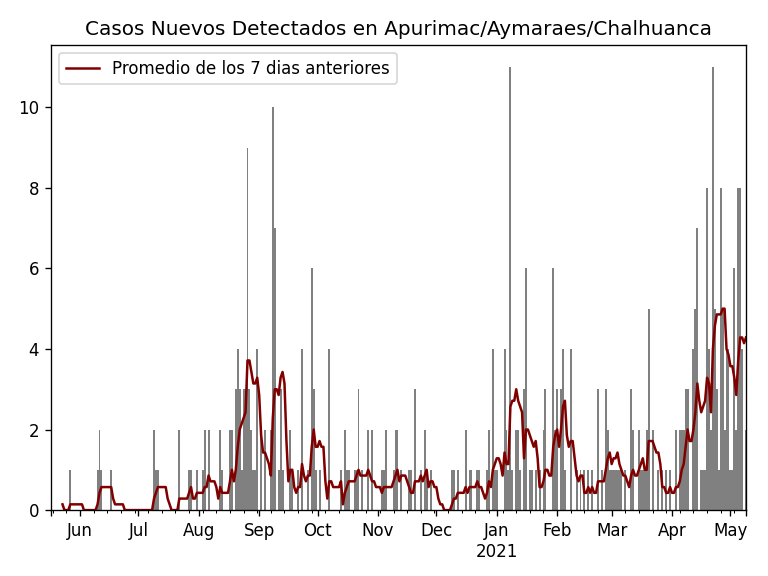 Casos Nuevos Detectados en Apurimac/Aymaraes/Chalhuanca
Promedio de los 7 dias anteriores
10
8
6
4
2
0
Jun Jul Aug Sep Oct Nov Dec Jan Feb Mar Apr May
2021